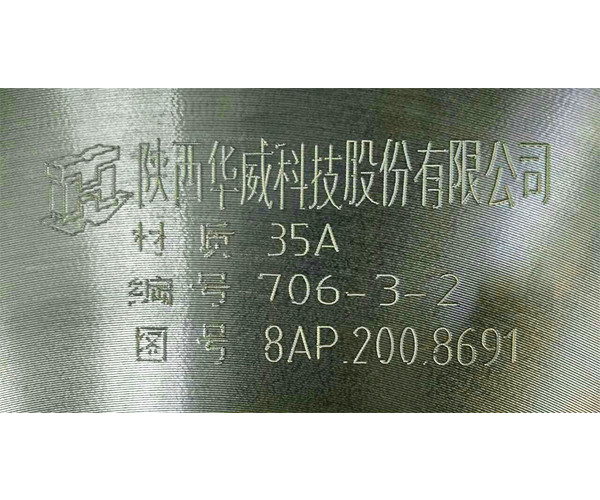 陕西华威科技股份有限公司
材质 35A
编号 706-3-2
图号 8AP.200.8691